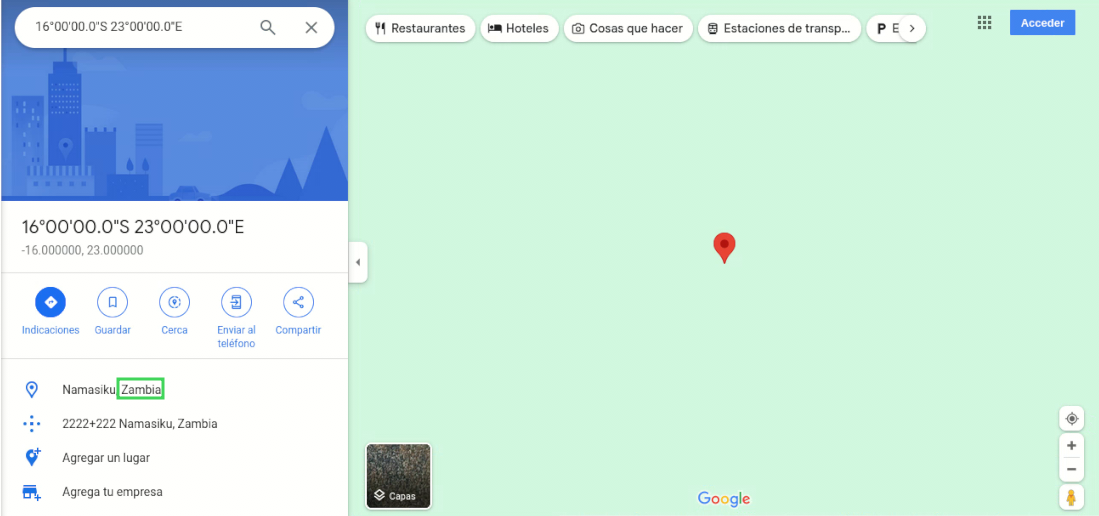 16°00'00.0"S 23°00'00.0"E
Restaurantes
Hoteles
Cosas que hacer
Estaciones de transp...
P E
Acceder
16°00'00.0"S 23°00'00.0"E
-16.000000, 23.000000
Indicaciones
Guardar
Cerca
Enviar al
teléfono
Compartir
Namasiku, Zambia
2222+222 Namasiku, Zambia
Agregar un lugar
Agrega tu empresa
Capas
Google